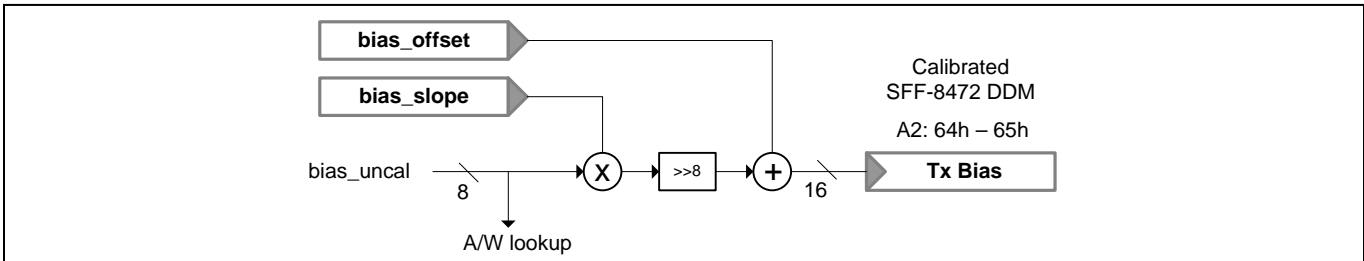 bias_offset
bias_slope
Calibrated
SFF-8472 DDM
A2: 64h – 65h
bias_uncal
8
X
>>8
+
16
Tx Bias
A/W lookup